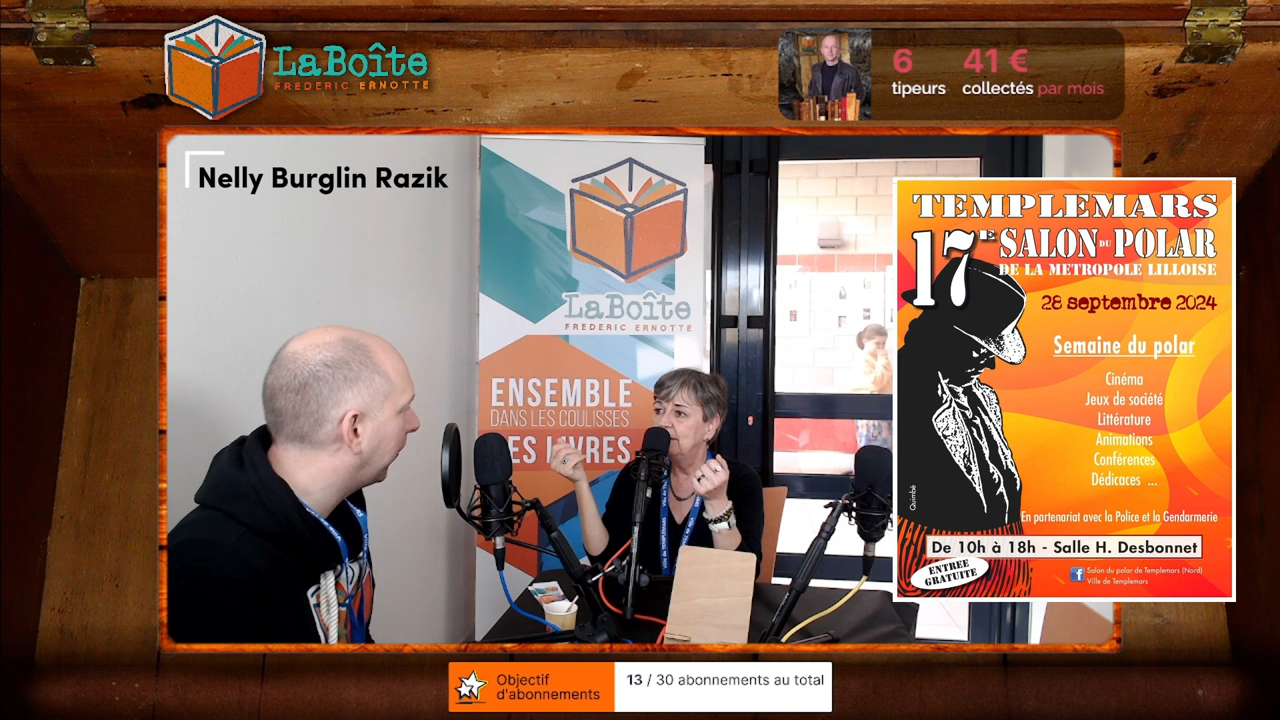 LaBoîte
FREDERIC ERNOTTE
6 41 €
tipeurs collectés par mois
Nelly Burglin Razik
LaBoîte
FREDERIC ERNOTTE
ENSEMBLE
DANS LES COULISSES
DES LIVRES
TEMPLEMARS
17E SALON DU POLAR
DE LA METROPOLE LILLOISE
28 septembre 2024
Semaine du polar
Cinéma
Jeux de société
Littérature
Animations
Conférences
Dédicaces ...
Quimbé
En partenariat avec la Police et la Gendarmerie
De 10h à 18h - Salle H. Desbonnet
ENTREE
GRATUITE
Salon du polar de Templemars (Nord)
Ville de Templemars
Objectif
d'abonnements
13 / 30 abonnements au total